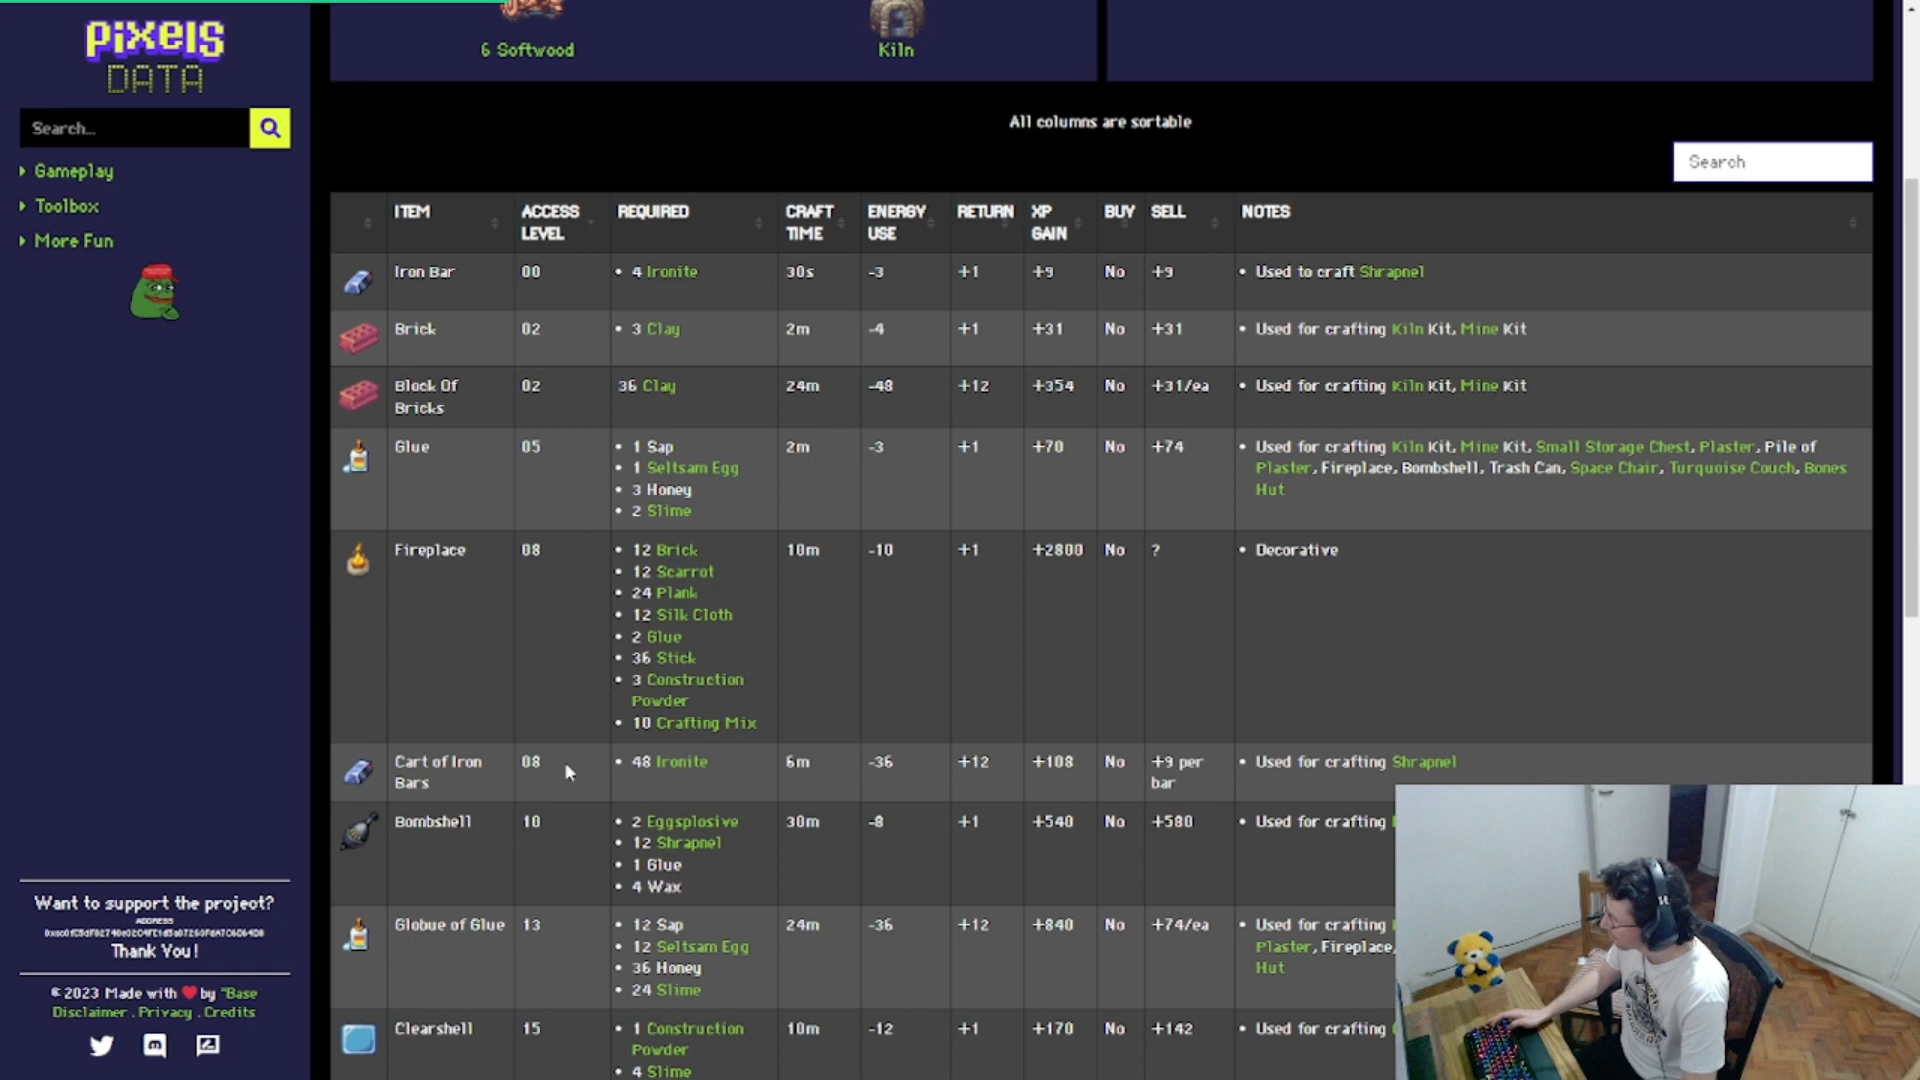 pixels
DATA
Search...
Gameplay
Toolbox
More Fun
Want to support the project?
ADDRESS
Thank You!
© 2023 Made with ❤ by ˜Base
Disclaimer . Privacy . Credits
6 Softwood
Kiln
All columns are sortable
Search
ITEM ACCESS LEVEL REQUIRED CRAFT TIME ENERGY USE RETURN XP GAIN BUY SELL NOTES
Iron Bar 00 • 4 Ironite 30s -3 +1 +9 No +9 • Used to craft Shrapnel
Brick 02 • 3 Clay 2m -4 +1 +31 No +31 • Used for crafting Kiln Kit, Mine Kit
Block Of Bricks 02 36 Clay 24m -48 +12 +354 No +31/ea • Used for crafting Kiln Kit, Mine Kit
Glue 05 • 1 Sap 2m -3 +1 +70 No +74 • Used for crafting Kiln Kit, Mine Kit, Small Storage Chest, Plaster, Pile of
• 1 Seltsam Egg Plaster, Fireplace, Bombshell, Trash Can, Space Chair, Turquoise Couch, Bones
• 3 Honey Hut
• 2 Slime
Fireplace 08 • 12 Brick 10m -10 +1 +2800 No ? • Decorative
• 12 Scarrot
• 24 Plank
• 12 Silk Cloth
• 2 Glue
• 36 Stick
• 3 Construction
Powder
• 10 Crafting Mix
Cart of Iron Bars 08 • 48 Ironite 6m -36 +12 +108 No +9 per bar • Used for crafting Shrapnel
Bombshell 10 • 2 Eggsplosive 30m -8 +1 +540 No +580 • Used for crafting
• 12 Shrapnel
• 1 Glue
• 4 Wax
Globue of Glue 13 • 12 Sap 24m -36 +12 +840 No +74/ea • Used for crafting
• 12 Seltsam Egg Plaster, Fireplace,
• 36 Honey Hut
• 24 Slime
Clearshell 15 • 1 Construction 10m -12 +1 +170 No +142 • Used for crafting
Powder
• 4 Slime